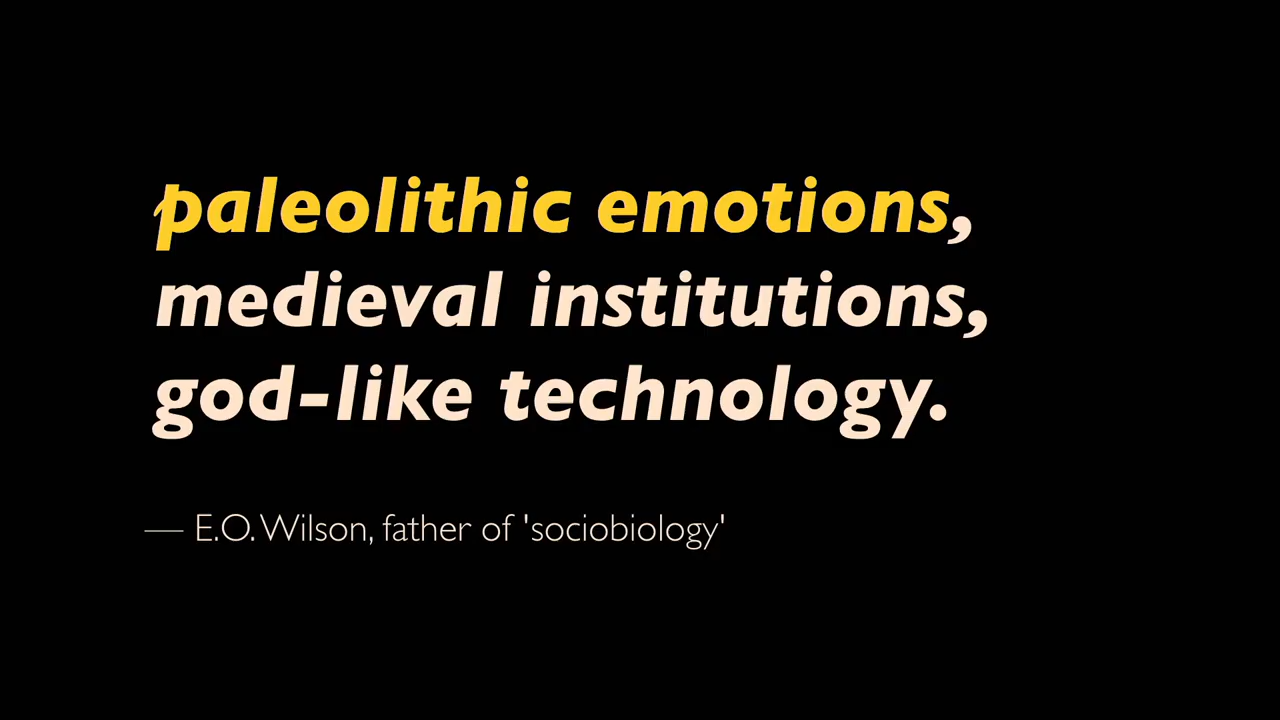 paleolithic emotions,
medieval institutions,
god-like technology.
— E.O. Wilson, father of 'sociobiology'